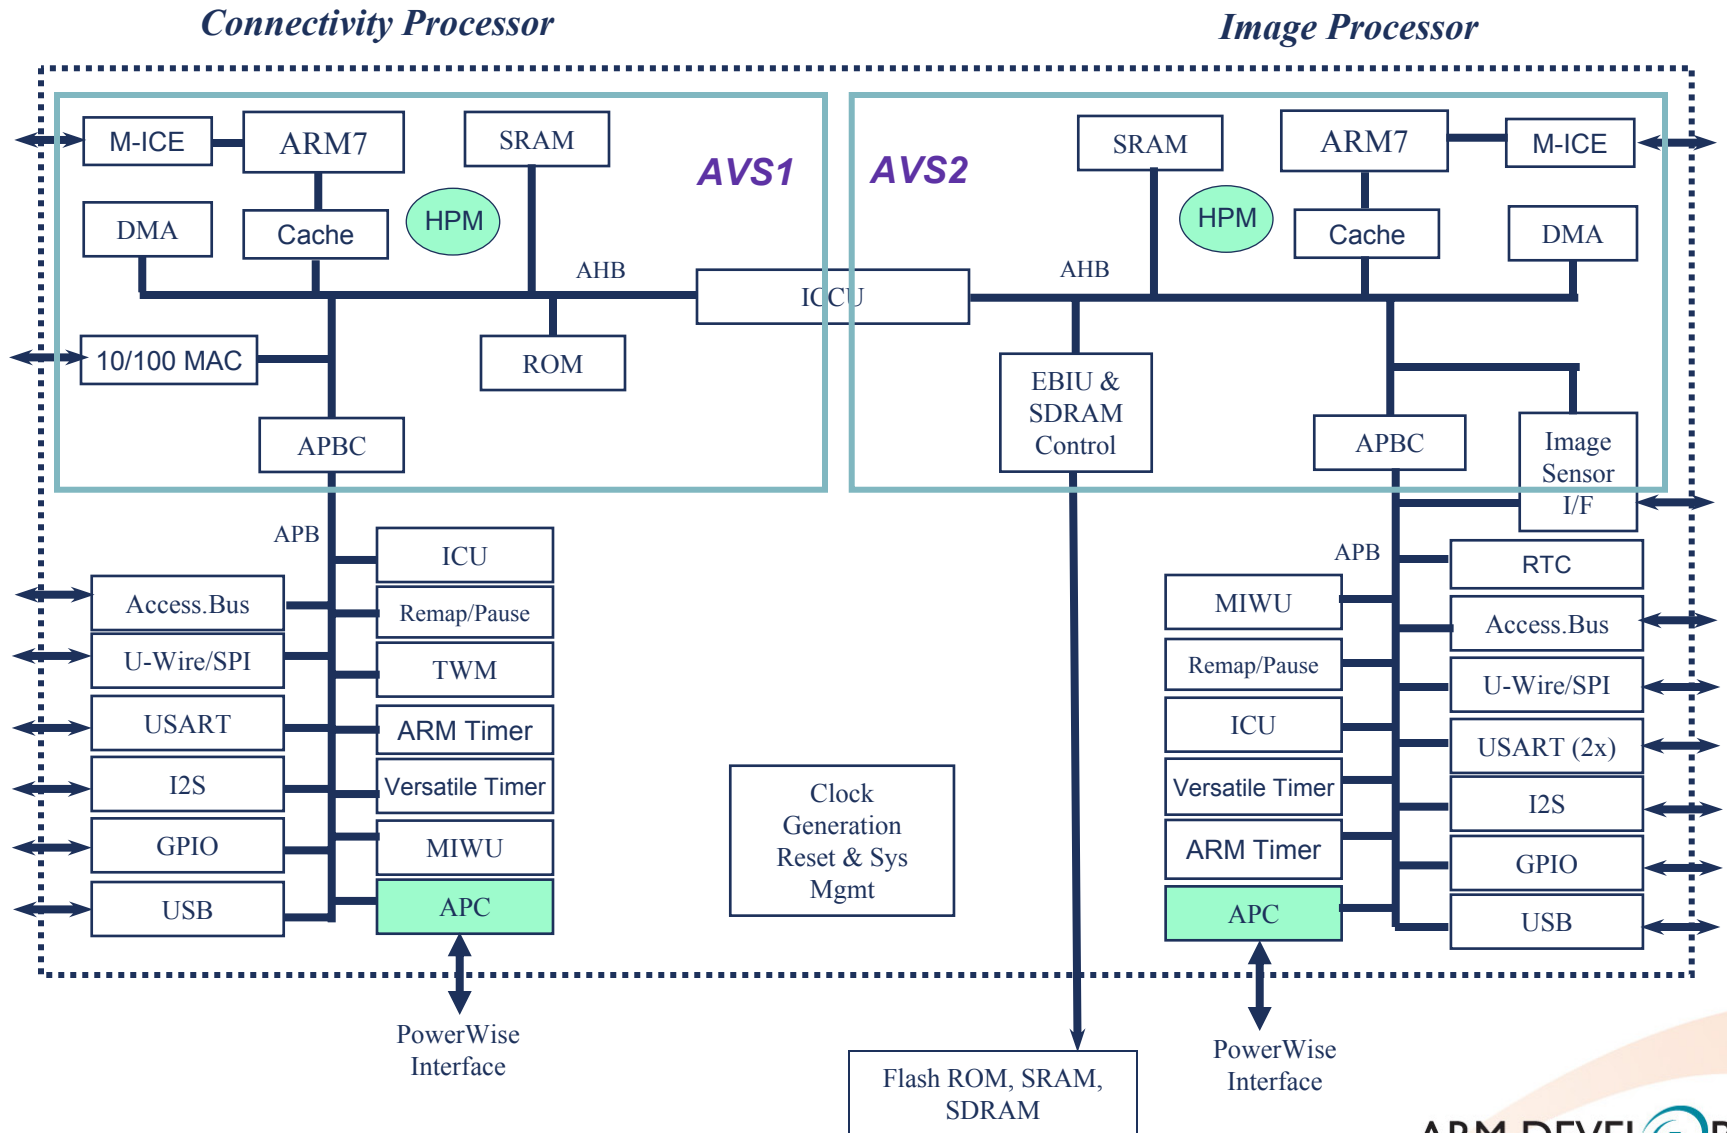 Connectivity Processor
Image Processor
M-ICE
ARM7
SRAM
AVS1
DMA
Cache
HPM
AHB
ICCU
10/100 MAC
ROM
APBC
AVS2
SRAM
ARM7
M-ICE
HPM
Cache
DMA
AHB
EBIU &
SDRAM
Control
APBC
Image
Sensor
I/F
APB
ICU
Access.Bus
Remap/Pause
U-Wire/SPI
TWM
USART
ARM Timer
I2S
Versatile Timer
GPIO
MIWU
USB
APC
PowerWise
Interface
Clock
Generation
Reset & Sys
Mgmt
Flash ROM, SRAM,
SDRAM
APB
RTC
MIWU
Access.Bus
Remap/Pause
U-Wire/SPI
ICU
USART (2x)
Versatile Timer
I2S
ARM Timer
GPIO
APC
USB
PowerWise
Interface